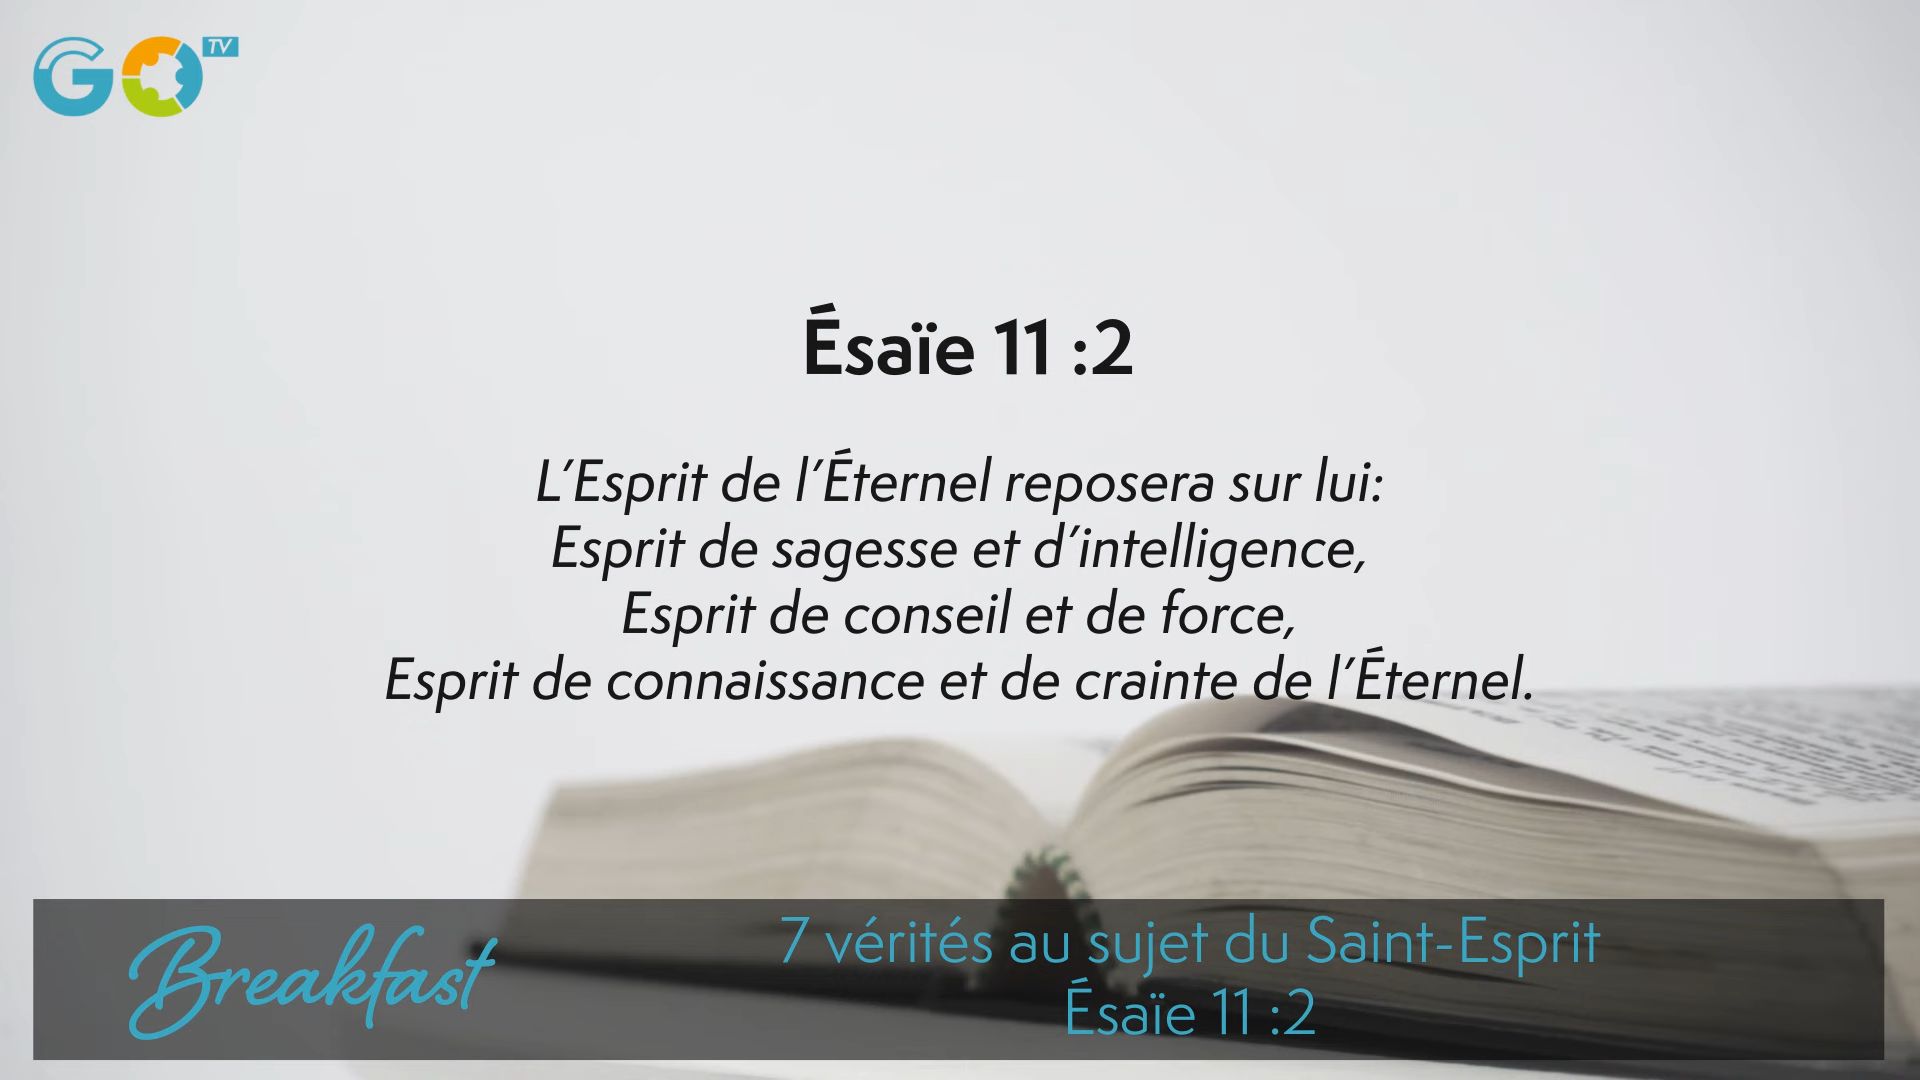 GO TV
Ésaïe 11 :2
L'Esprit de l'Éternel reposera sur lui:
Esprit de sagesse et d'intelligence,
Esprit de conseil et de force,
Esprit de connaissance et de crainte de l'Éternel.
Breakfast
7 vérités au sujet du Saint-Esprit
Ésaïe 11 :2